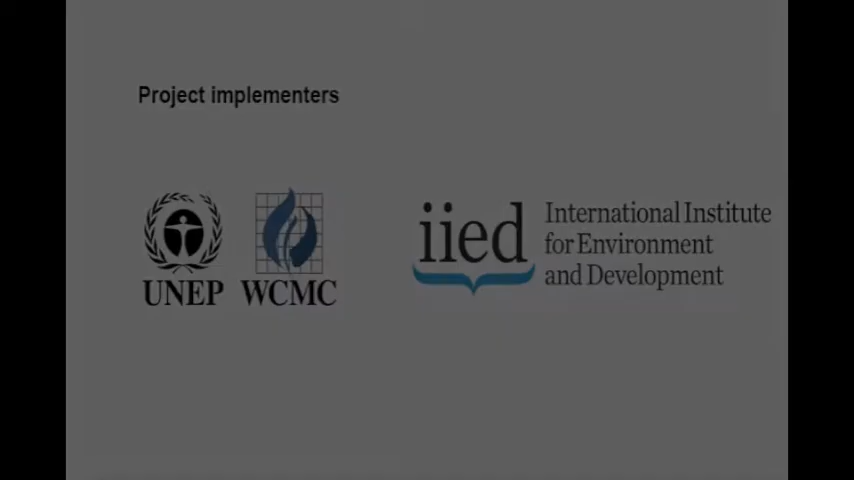 Project implementers
UNEP WCMC
iied
International Institute
for Environment
and Development